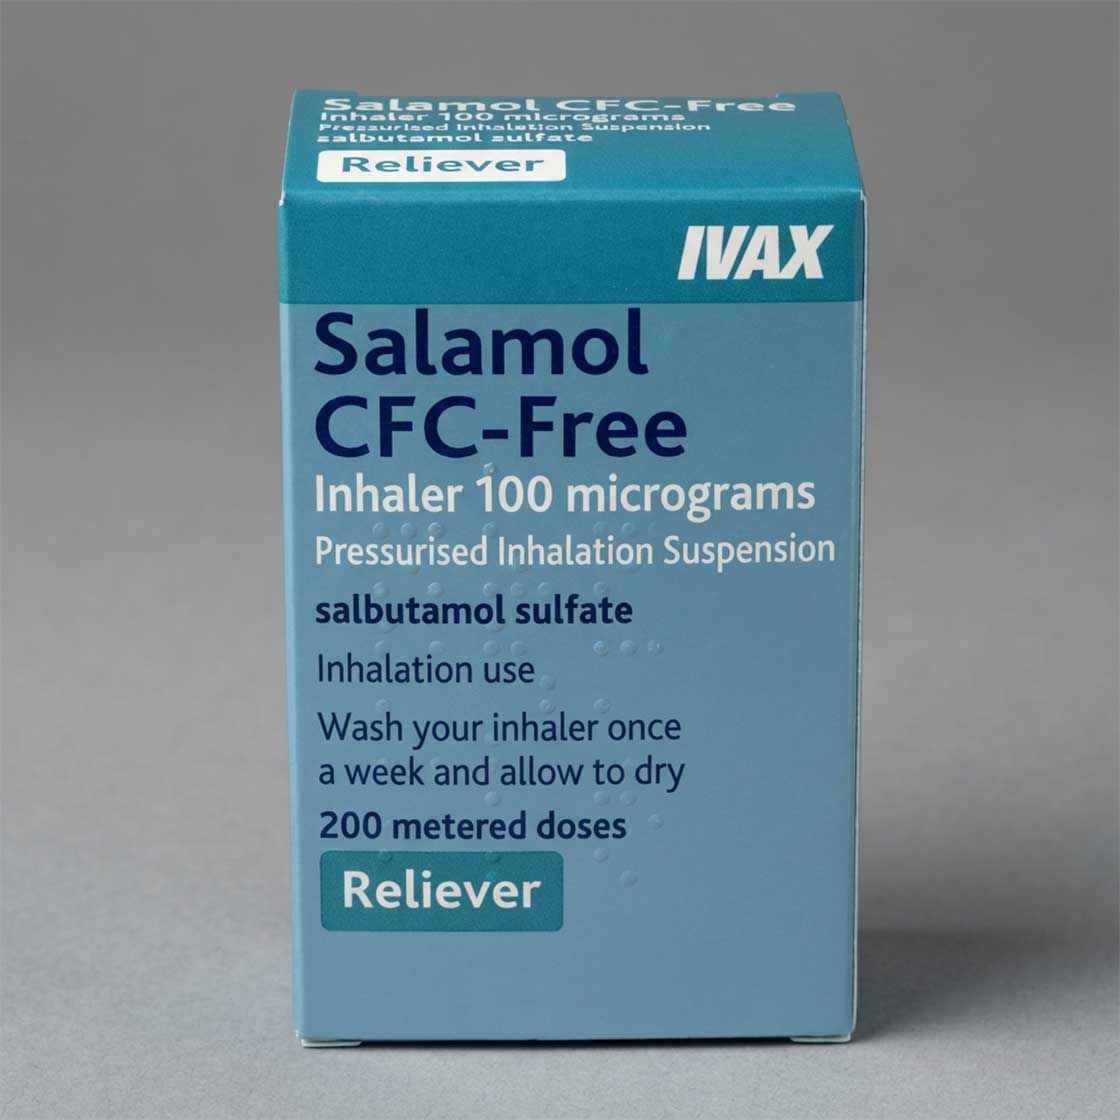 Salamol CFC-Free
Inhaler 100 micrograms
Pressurised Inhalation Suspension
salbutamol sulfate
Reliever
IVAX
Salamol
CFC-Free
Inhaler 100 micrograms
Pressurised Inhalation Suspension
salbutamol sulfate
Inhalation use
Wash your inhaler once
a week and allow to dry
200 metered doses
Reliever